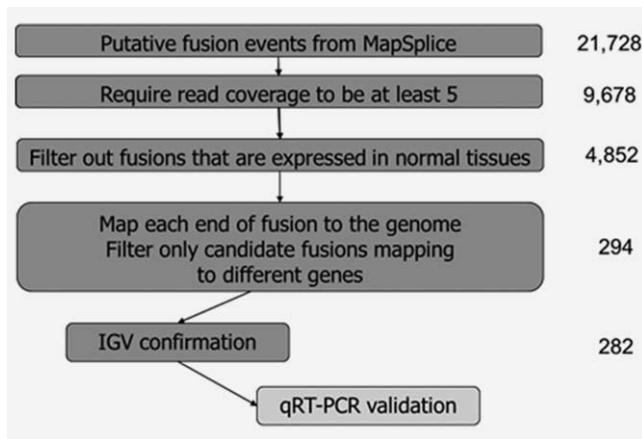 Putative fusion events from MapSplice 21,728
Require read coverage to be at least 5 9,678
Filter out fusions that are expressed in normal tissues 4,852
Map each end of fusion to the genome
Filter only candidate fusions mapping 294
to different genes
IGV confirmation 282
qRT-PCR validation